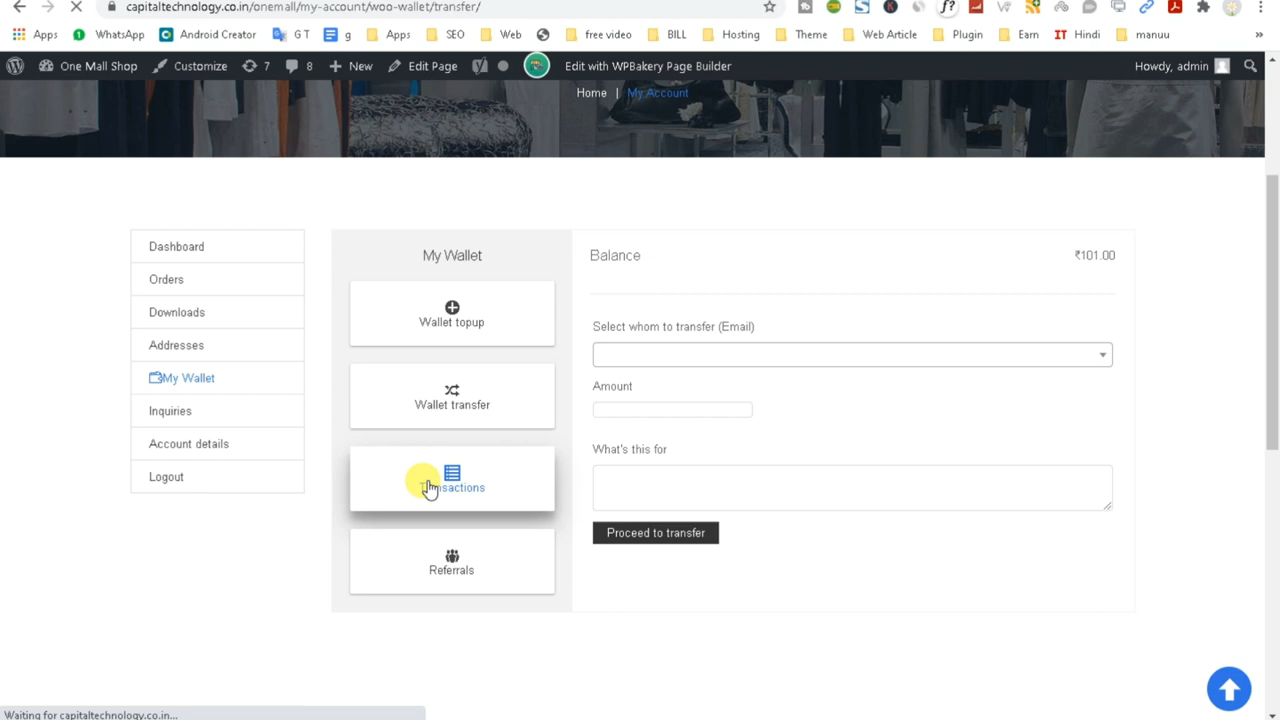 capitaltechnology.co.in/onemall/my-account/woo-wallet/transfer/
Apps WhatsApp Android Creator G T g Apps SEO Web free video BILL Hosting Theme Web Article Plugin Earn IT Hindi manuu »
One Mall Shop Customize 7 8 New Edit Page Edit with WPBakery Page Builder Howdy, admin
Home | My Account
Dashboard
Orders
Downloads
Addresses
My Wallet
Inquiries
Account details
Logout
My Wallet
Wallet topup
Wallet transfer
Transactions
Referrals
Balance ₹101.00
Select whom to transfer (Email)
Amount
What's this for
Proceed to transfer
Waiting for capitaltechnology.co.in...